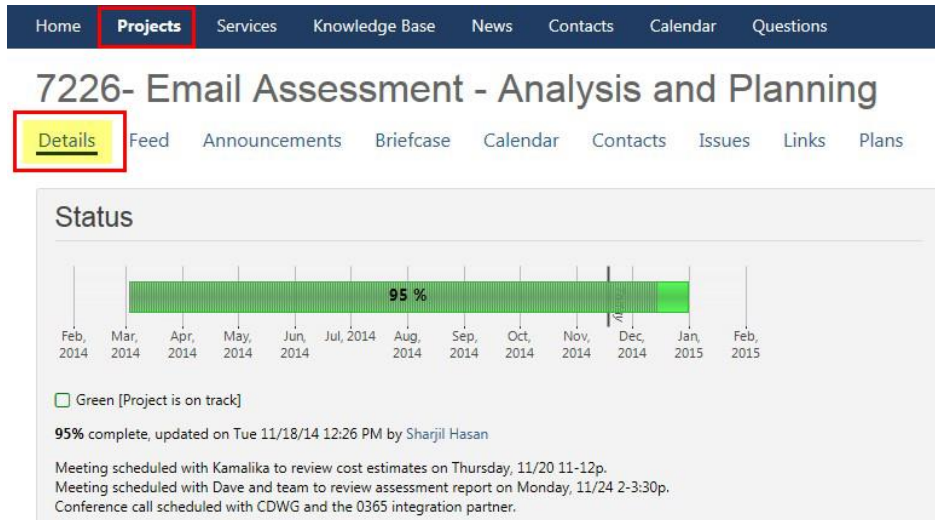 Home Projects Services Knowledge Base News Contacts Calendar Questions
7226- Email Assessment - Analysis and Planning
Details Feed Announcements Briefcase Calendar Contacts Issues Links Plans
Status
95 %
Today
Feb, Mar, Apr, May, Jun, Jul, 2014 Aug, Sep, Oct, Nov, Dec, Jan, Feb,
2014 2014 2014 2014 2014 2014 2014 2014 2014 2014 2015 2015
Green [Project is on track]
95% complete, updated on Tue 11/18/14 12:26 PM by Sharjil Hasan
Meeting scheduled with Kamalika to review cost estimates on Thursday, 11/20 11-12p.
Meeting scheduled with Dave and team to review assessment report on Monday, 11/24 2-3:30p.
Conference call scheduled with CDWG and the 0365 integration partner.